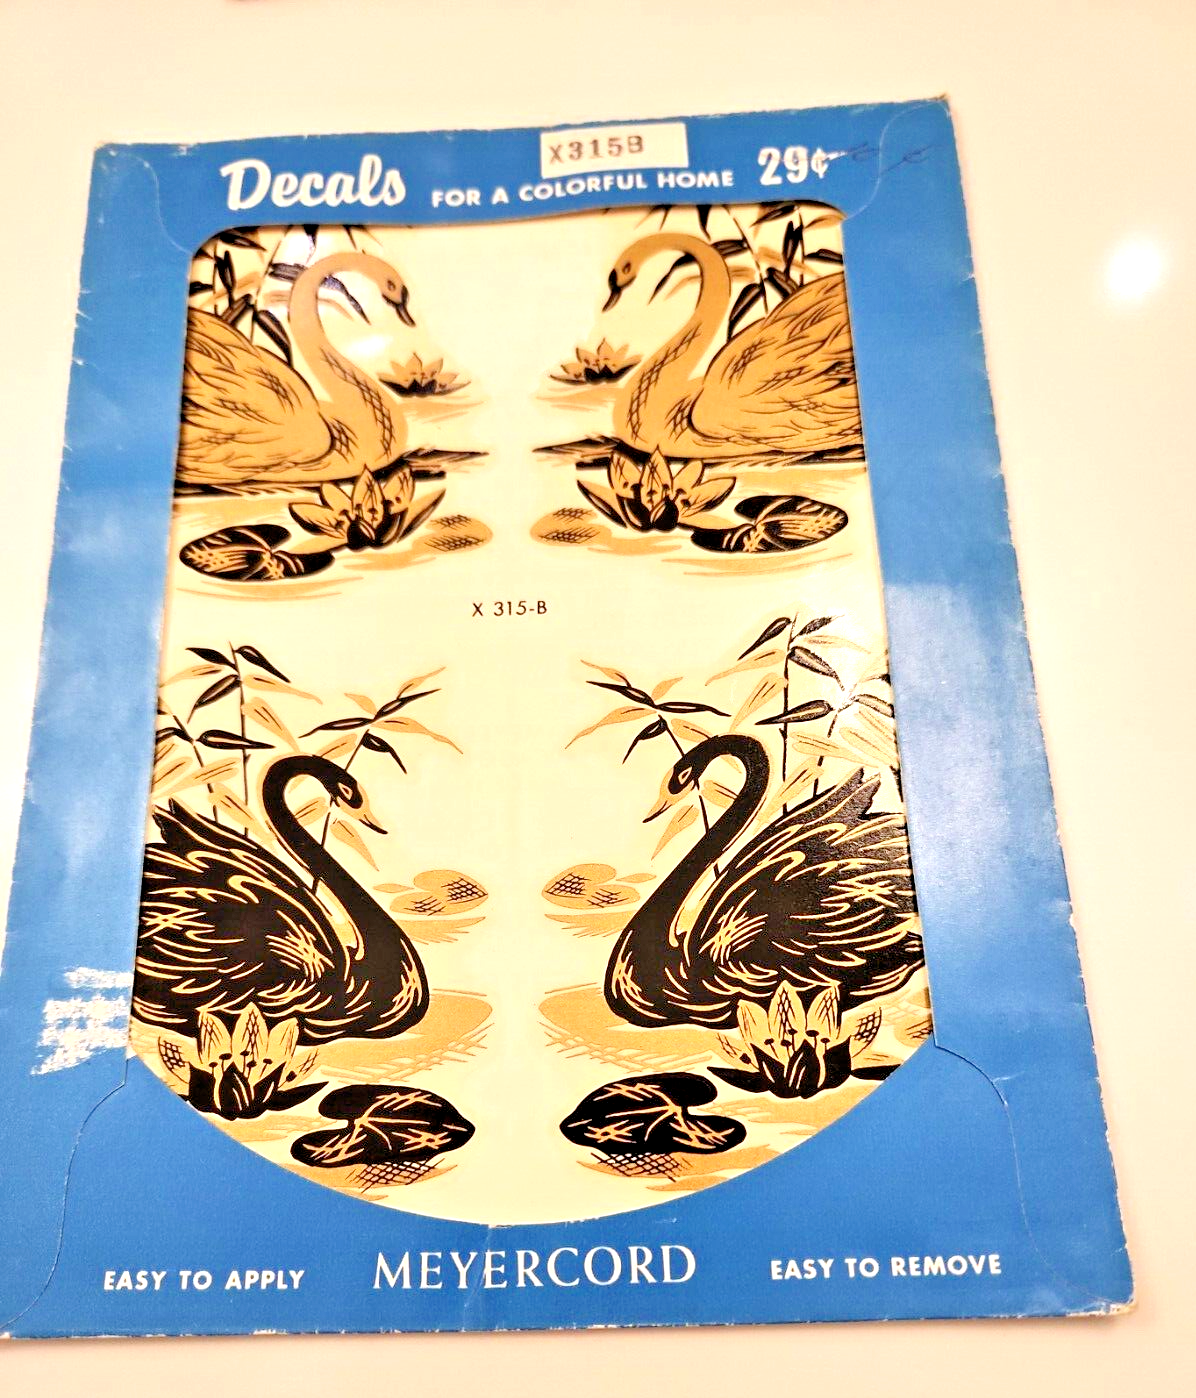 X315B
Decals FOR A COLORFUL HOME 29¢
X 315-B
EASY TO APPLY MEYERCORD EASY TO REMOVE